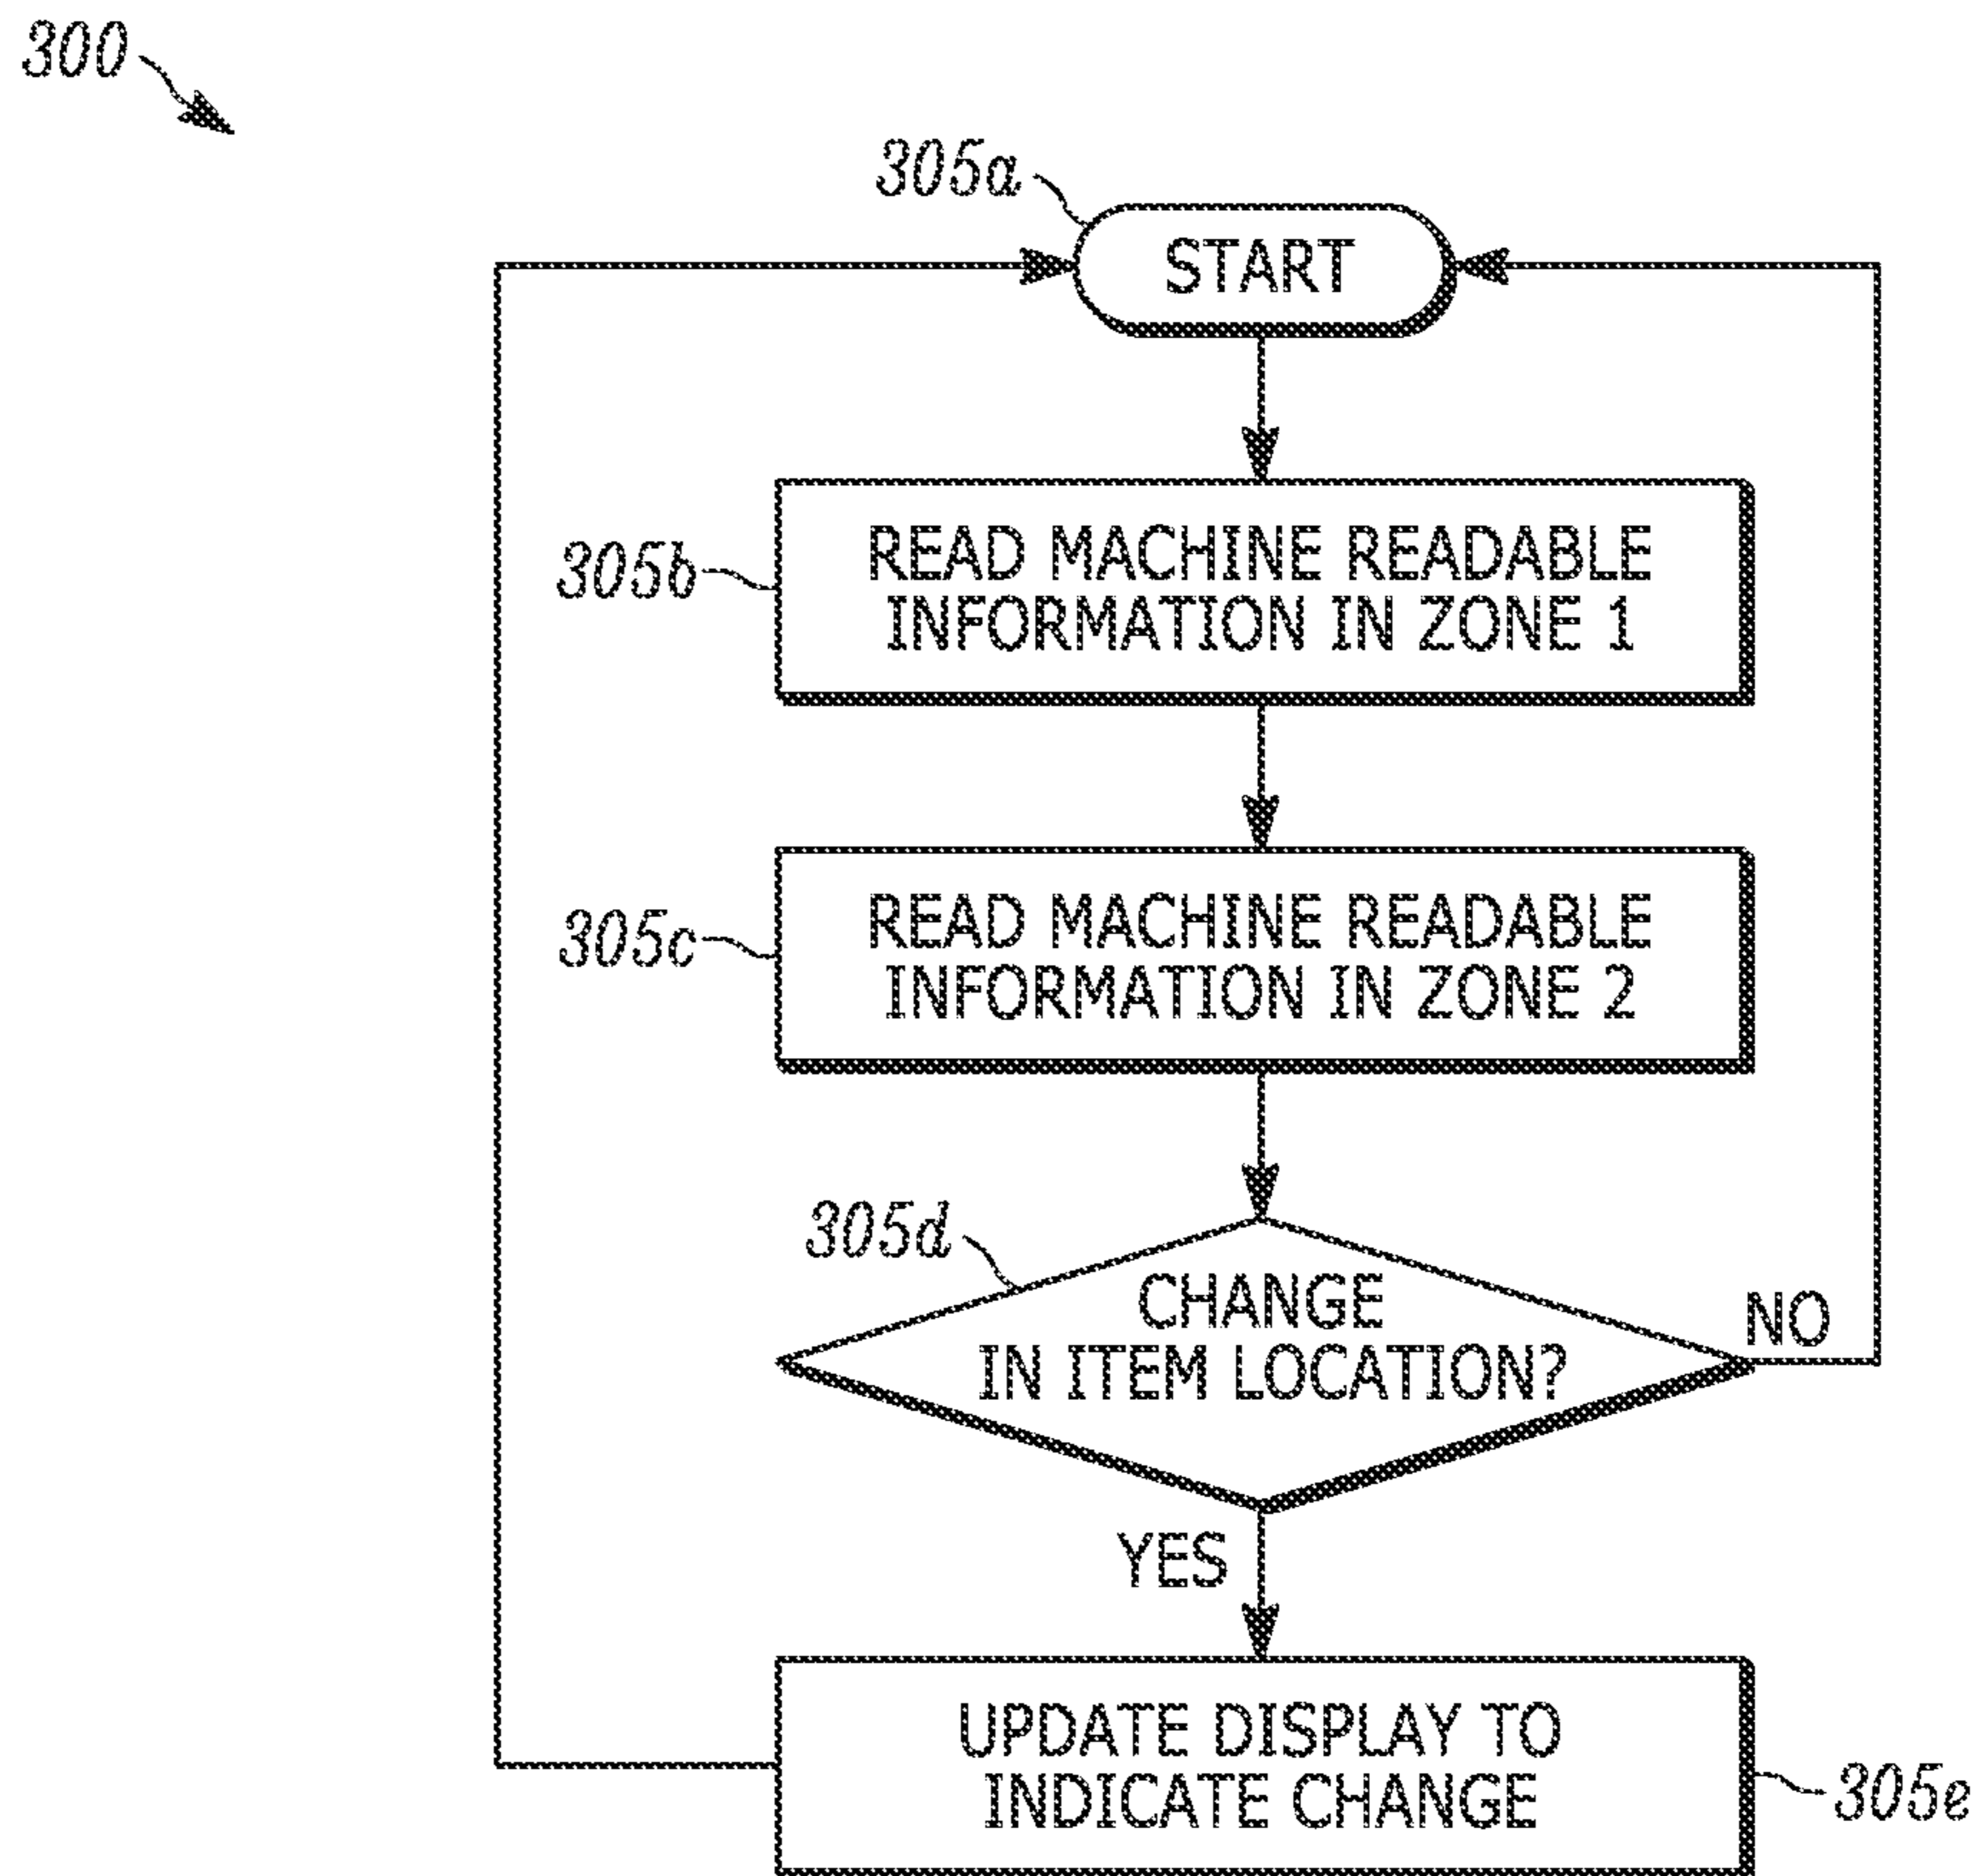 300
305a
START
305b
READ MACHINE READABLE
INFORMATION IN ZONE 1
305c
READ MACHINE READABLE
INFORMATION IN ZONE 2
305d
CHANGE
IN ITEM LOCATION?
NO
YES
UPDATE DISPLAY TO
INDICATE CHANGE
305e